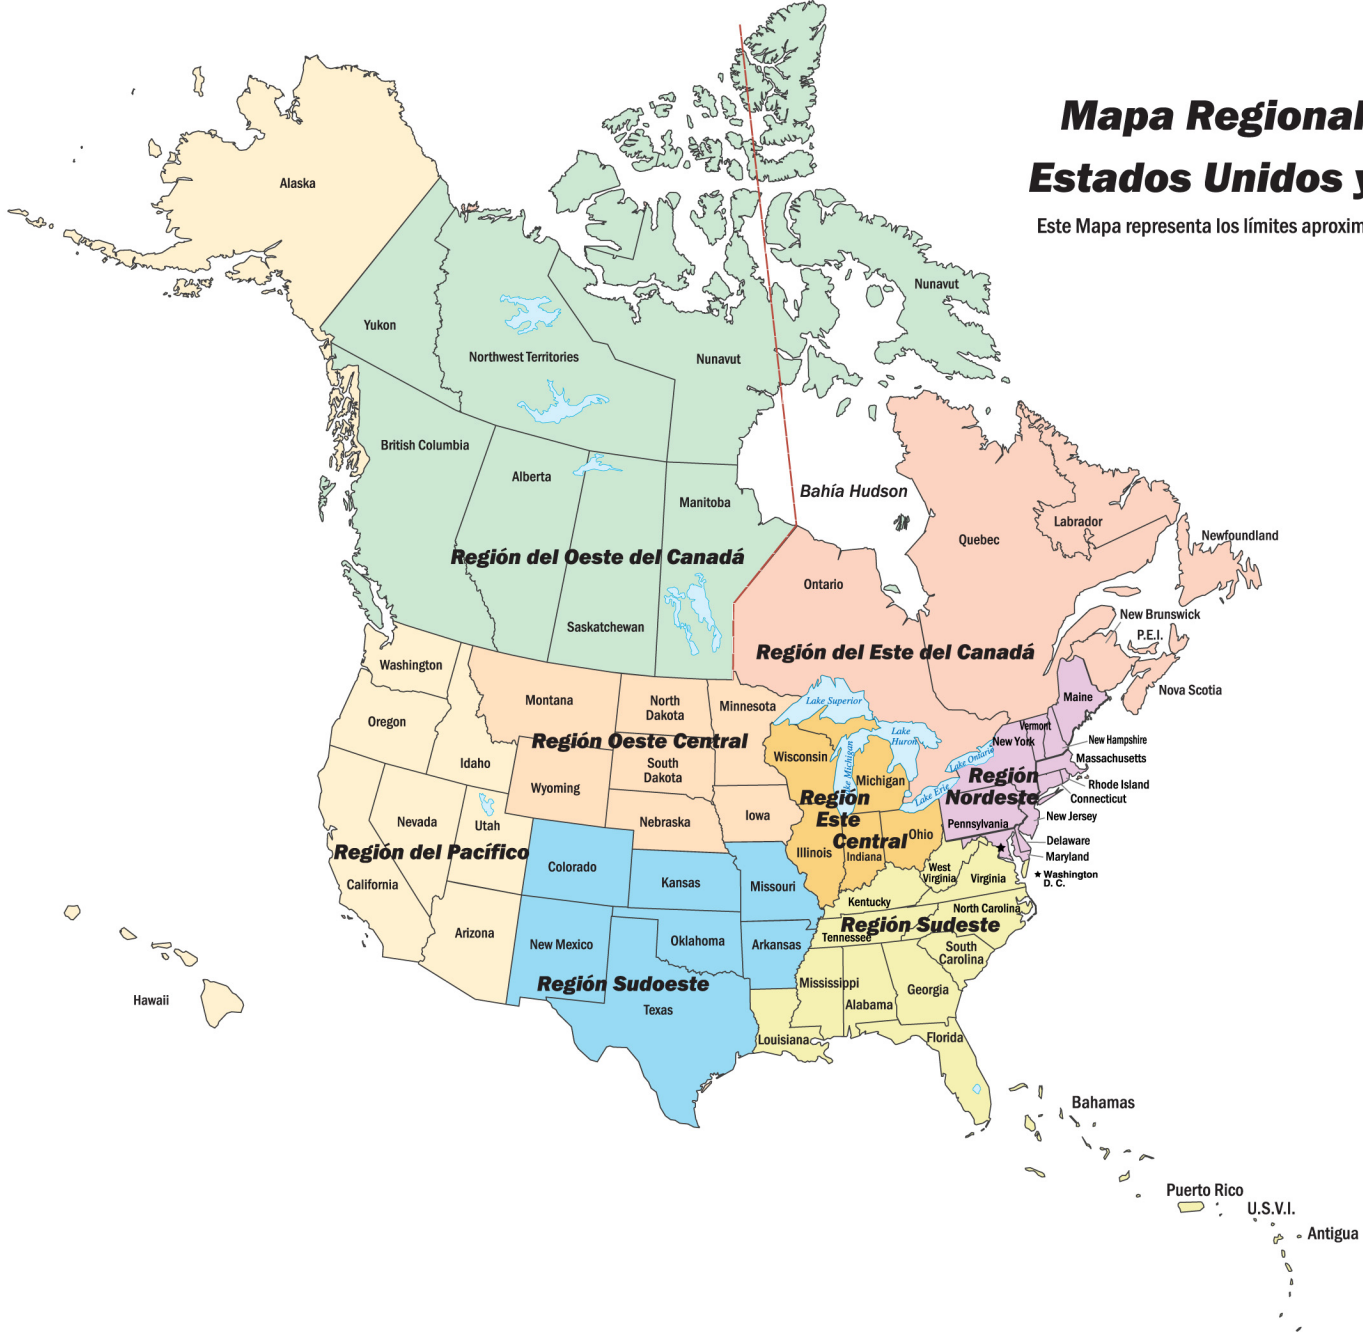 Mapa Regional
Estados Unidos y
Este Mapa representa los límites aproxim
Alaska
Yukon
Northwest Territories
Nunavut
Nunavut
British Columbia
Alberta
Manitoba
Saskatchewan
Región del Oeste del Canadá
Bahía Hudson
Quebec
Labrador
Newfoundland
Ontario
New Brunswick
P.E.I.
Nova Scotia
Región del Este del Canadá
Washington
Oregon
Idaho
Nevada
Utah
California
Arizona
Región del Pacífico
Hawaii
Montana
North
Dakota
Minnesota
Región Oeste Central
South
Dakota
Wyoming
Nebraska
Iowa
Lake Superior
Lake
Huron
ke Michigan
Lake Ontario
Lake Erie
Wisconsin
Michigan
Región
Este
Central
Illinois
Indiana
Ohio
Maine
Vermont
New York
New Hampshire
Massachusetts
Región
Nordeste
Rhode Island
Connecticut
Pennsylvania
New Jersey
Delaware
Maryland
★ Washington
D. C.
Colorado
Kansas
Missouri
New Mexico
Oklahoma
Arkansas
Región Sudoeste
Texas
West
Virginia
Virginia
Kentucky
North Carolina
Región Sudeste
Tennessee
South
Carolina
Mississippi
Alabama
Georgia
Louisiana
Florida
Bahamas
Puerto Rico
U.S.V.I.
Antigua